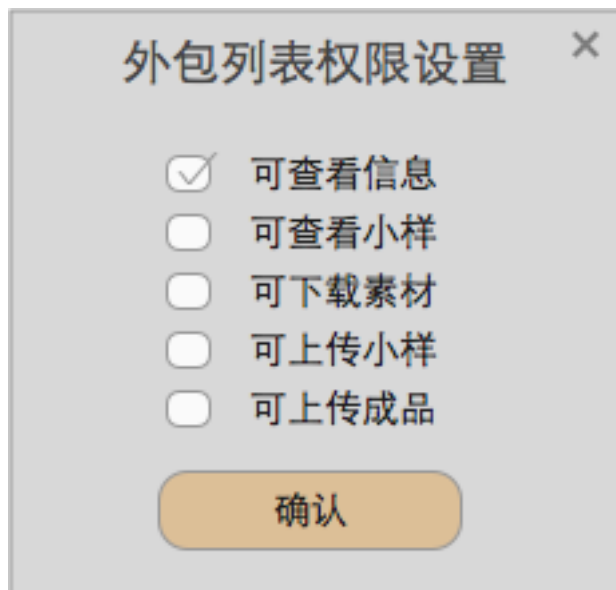 外包列表权限设置
可查看信息
可查看小样
可下载素材
可上传小样
可上传成品
确认